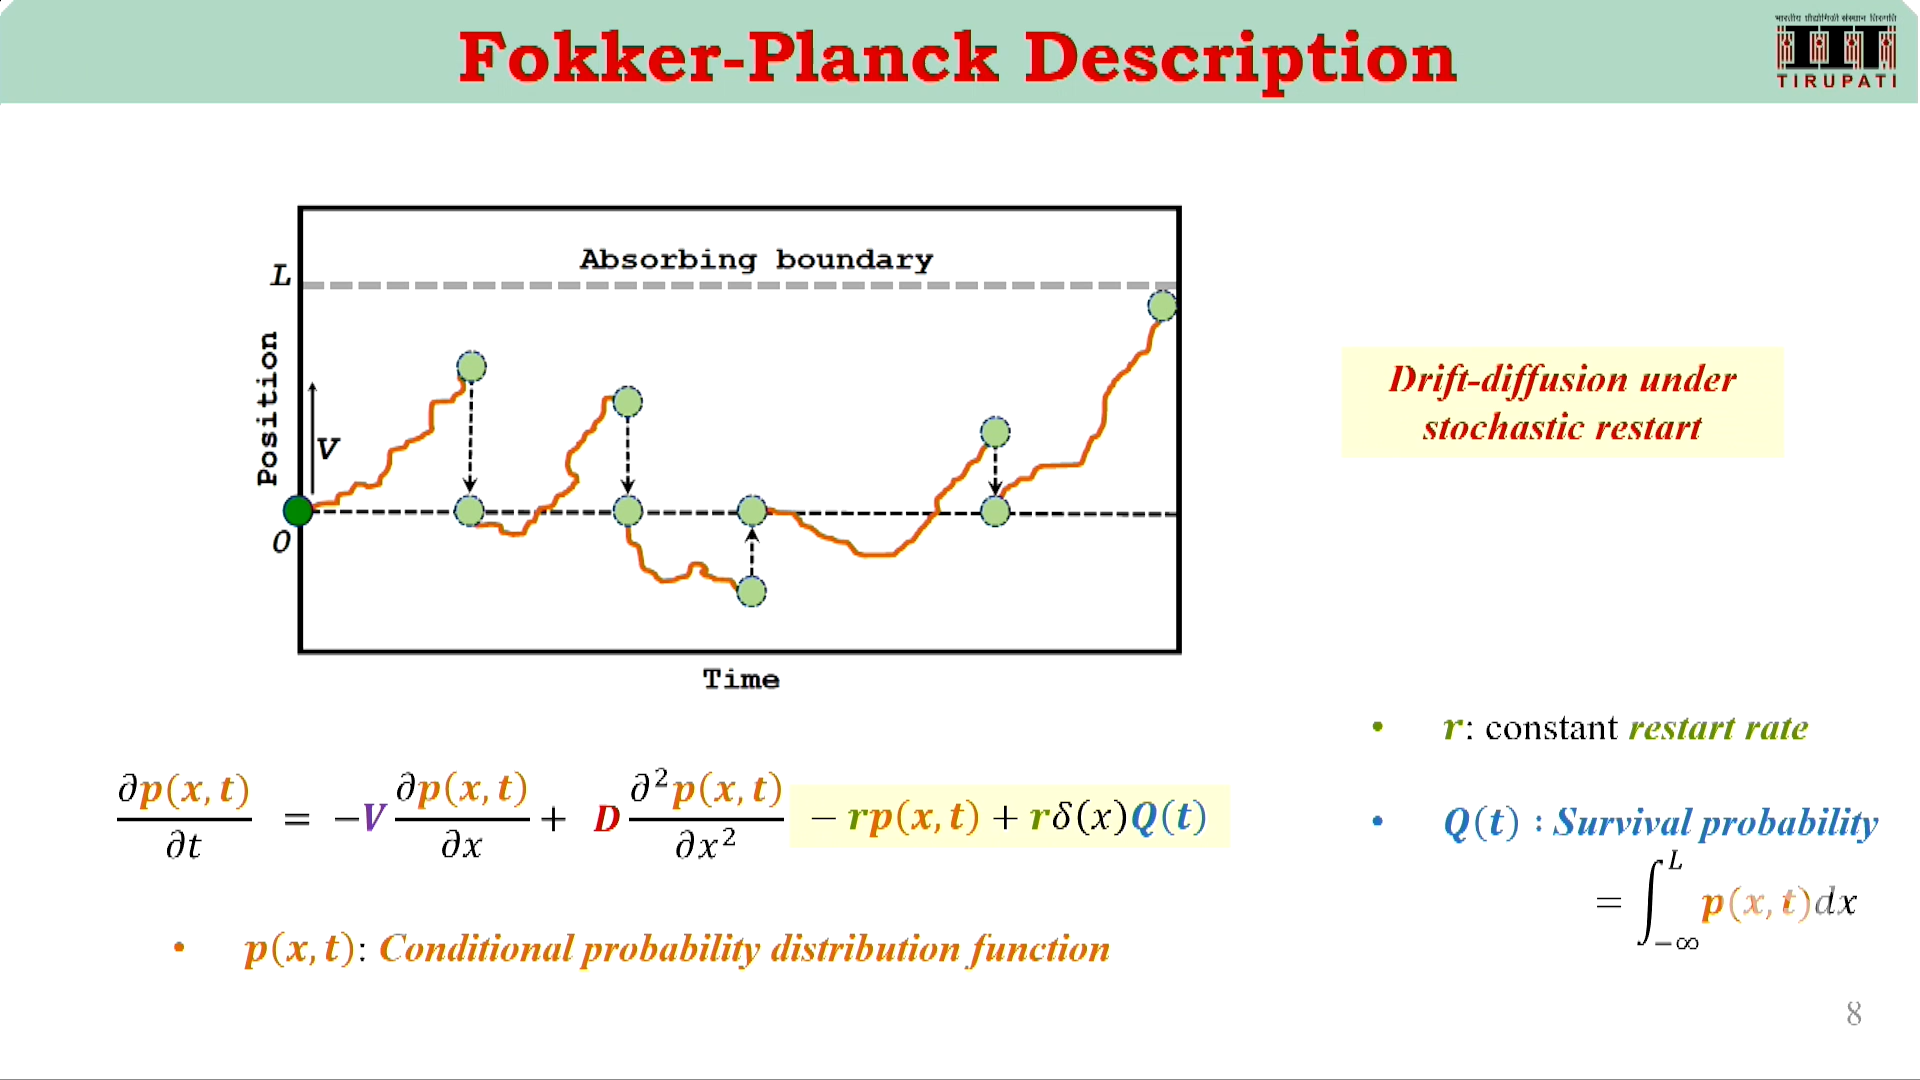 Fokker-Planck Description
TIRUPATI
Absorbing boundary
L
Position
V
0
Time
Drift-diffusion under
stochastic restart
∂p(x, t)/∂t = −V ∂p(x, t)/∂x + D ∂²p(x, t)/∂x² − rp(x, t) + rδ(x)Q(t)
• p(x, t): Conditional probability distribution function
• r: constant restart rate
• Q(t) : Survival probability
= ∫_{−∞}^{L} p(x, t)dx
8